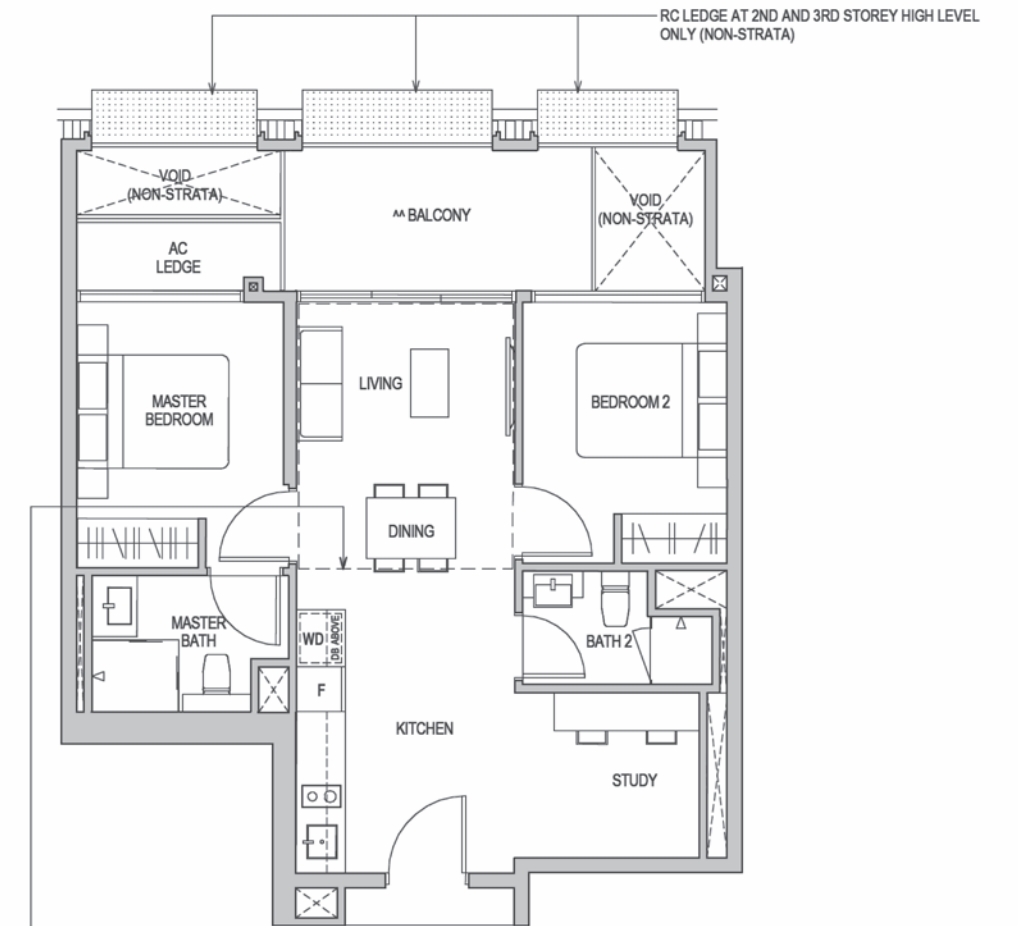 RC LEDGE AT 2ND AND 3RD STOREY HIGH LEVEL
ONLY (NON-STRATA)
VOID
(NON-STRATA)
^^ BALCONY
VOID
(NON-STRATA)
AC
LEDGE
LIVING
MASTER
BEDROOM
BEDROOM 2
DINING
MASTER
BATH
WD
DB ABOVE
BATH 2
F
KITCHEN
STUDY